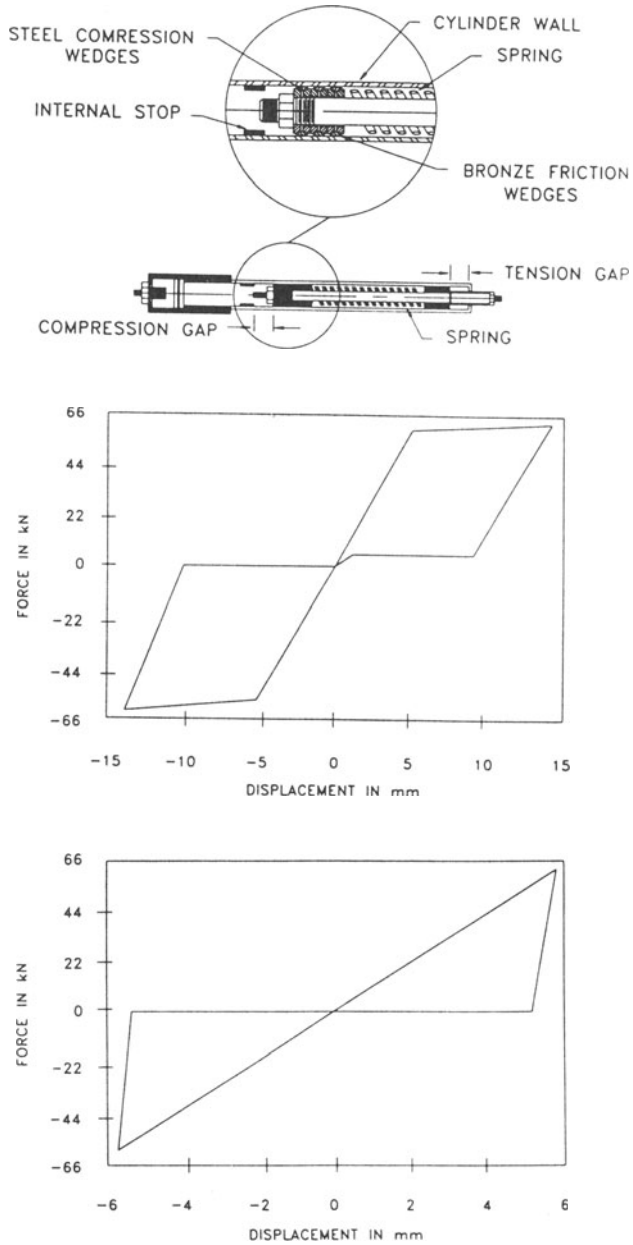 STEEL COMRESSION
WEDGES
CYLINDER WALL
SPRING
INTERNAL STOP
BRONZE FRICTION
WEDGES
TENSION GAP
COMPRESSION GAP
SPRING
66
44
22
0
-22
-44
-66
FORCE IN kN
-15 -10 -5 0 5 10 15
DISPLACEMENT IN mm
66
44
22
0
-22
-44
-66
FORCE IN kN
-6 -4 -2 0 2 4 6
DISPLACEMENT IN mm